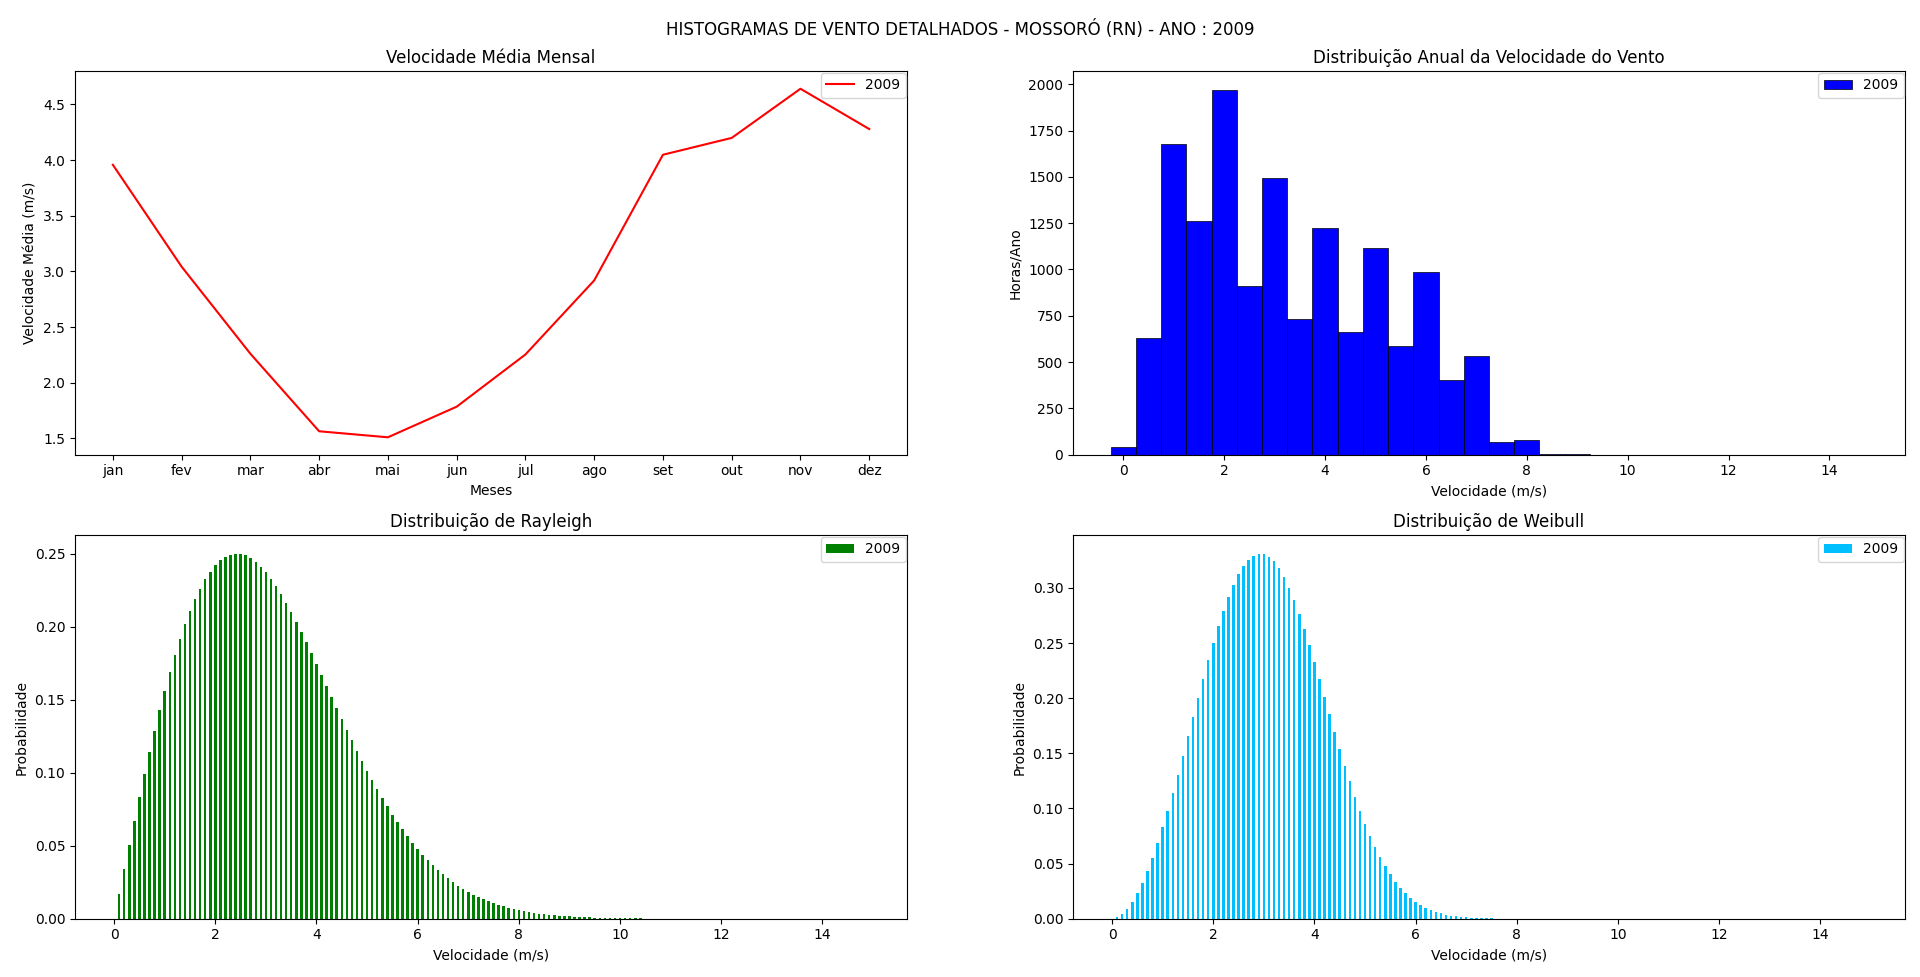 HISTOGRAMAS DE VENTO DETALHADOS - MOSSORÓ (RN) - ANO : 2009
Velocidade Média Mensal
2009
4.5
4.0
3.5
3.0
2.5
2.0
1.5
Velocidade Média (m/s)
jan fev mar abr mai jun jul ago set out nov dez
Meses
Distribuição Anual da Velocidade do Vento
2009
2000
1750
1500
1250
1000
750
500
250
0
Horas/Ano
0 2 4 6 8 10 12 14
Velocidade (m/s)
Distribuição de Rayleigh
2009
0.25
0.20
0.15
0.10
0.05
0.00
Probabilidade
0 2 4 6 8 10 12 14
Velocidade (m/s)
Distribuição de Weibull
2009
0.30
0.25
0.20
0.15
0.10
0.05
0.00
Probabilidade
0 2 4 6 8 10 12 14
Velocidade (m/s)